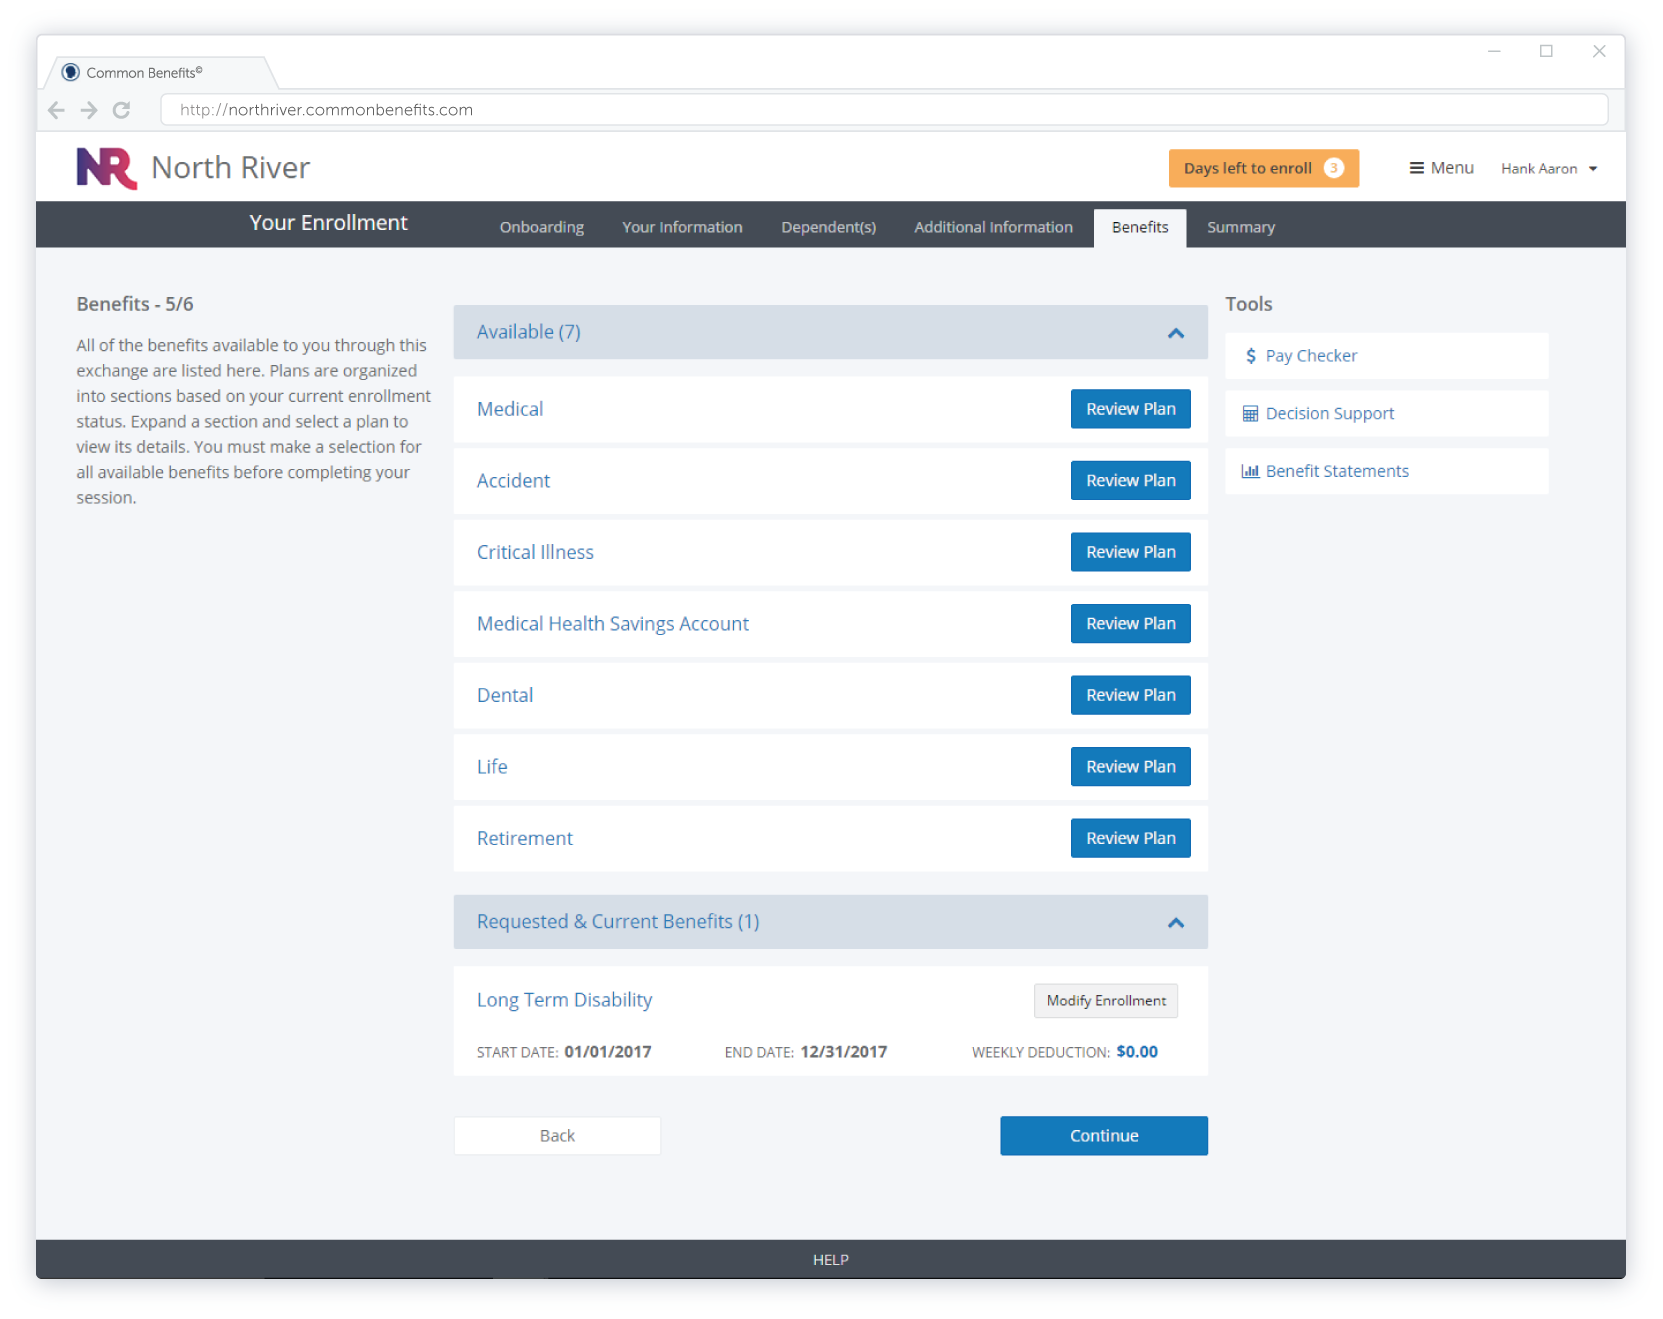 Common Benefits©
http://northriver.commonbenefits.com
NR North River
Days left to enroll 3
Menu
Hank Aaron
Your Enrollment
Onboarding
Your Information
Dependent(s)
Additional Information
Benefits
Summary
Benefits - 5/6
All of the benefits available to you through this
exchange are listed here. Plans are organized
into sections based on your current enrollment
status. Expand a section and select a plan to
view its details. You must make a selection for
all available benefits before completing your
session.
Available (7)
Medical
Review Plan
Accident
Review Plan
Critical Illness
Review Plan
Medical Health Savings Account
Review Plan
Dental
Review Plan
Life
Review Plan
Retirement
Review Plan
Requested & Current Benefits (1)
Long Term Disability
Modify Enrollment
START DATE: 01/01/2017
END DATE: 12/31/2017
WEEKLY DEDUCTION: $0.00
Back
Continue
Tools
$ Pay Checker
Decision Support
Benefit Statements
HELP